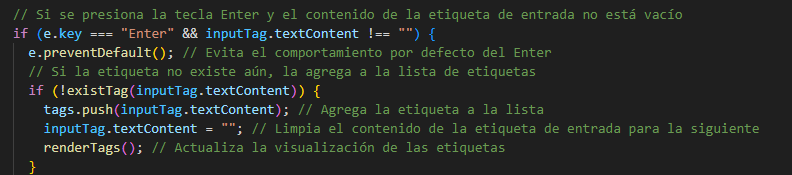 // Si se presiona la tecla Enter y el contenido de la etiqueta de entrada no está vacío
if (e.key === "Enter" && inputTag.textContent !== "") {
e.preventDefault(); // Evita el comportamiento por defecto del Enter
// Si la etiqueta no existe aún, la agrega a la lista de etiquetas
if (!existTag(inputTag.textContent)) {
tags.push(inputTag.textContent); // Agrega la etiqueta a la lista
inputTag.textContent = ""; // Limpia el contenido de la etiqueta de entrada para la siguiente
renderTags(); // Actualiza la visualización de las etiquetas
}